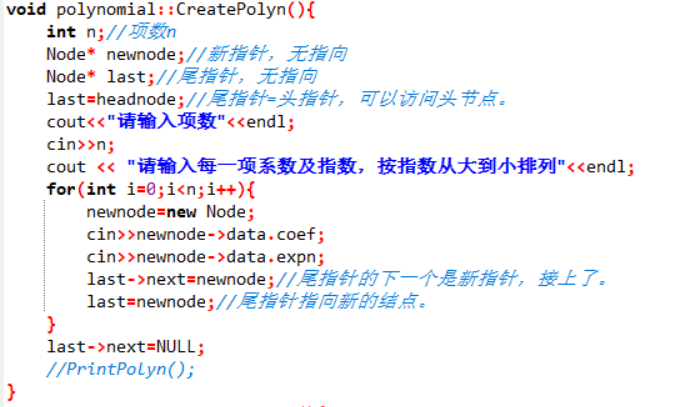 void polynomial::CreatePolyn(){
int n;//项数n
Node* newnode;//新指针，无指向
Node* last;//尾指针，无指向
last=headnode;//尾指针=头指针，可以访问头节点。
cout<<"请输入项数"<<endl;
cin>>n;
cout << "请输入每一项系数及指数，按指数从大到小排列"<<endl;
for(int i=0;i<n;i++){
newnode=new Node;
cin>>newnode->data.coef;
cin>>newnode->data.expn;
last->next=newnode;//尾指针的下一个是新指针，接上了。
last=newnode;//尾指针指向新的结点。
}
last->next=NULL;
//PrintPolyn();
}